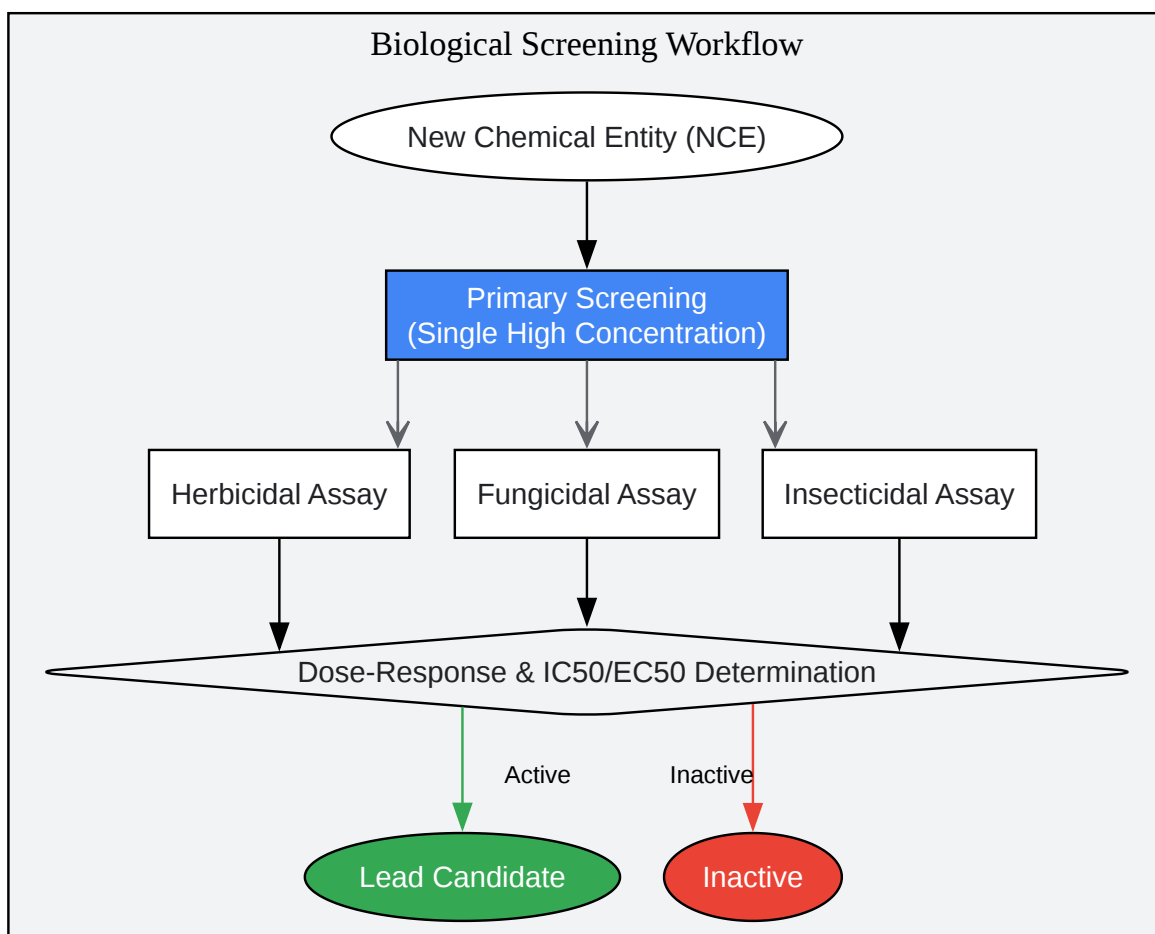 Biological Screening Workflow
New Chemical Entity (NCE)
Primary Screening
(Single High Concentration)
Herbicidal Assay
Fungicidal Assay
Insecticidal Assay
Dose-Response & IC50/EC50 Determination
Active
Inactive
Lead Candidate
Inactive